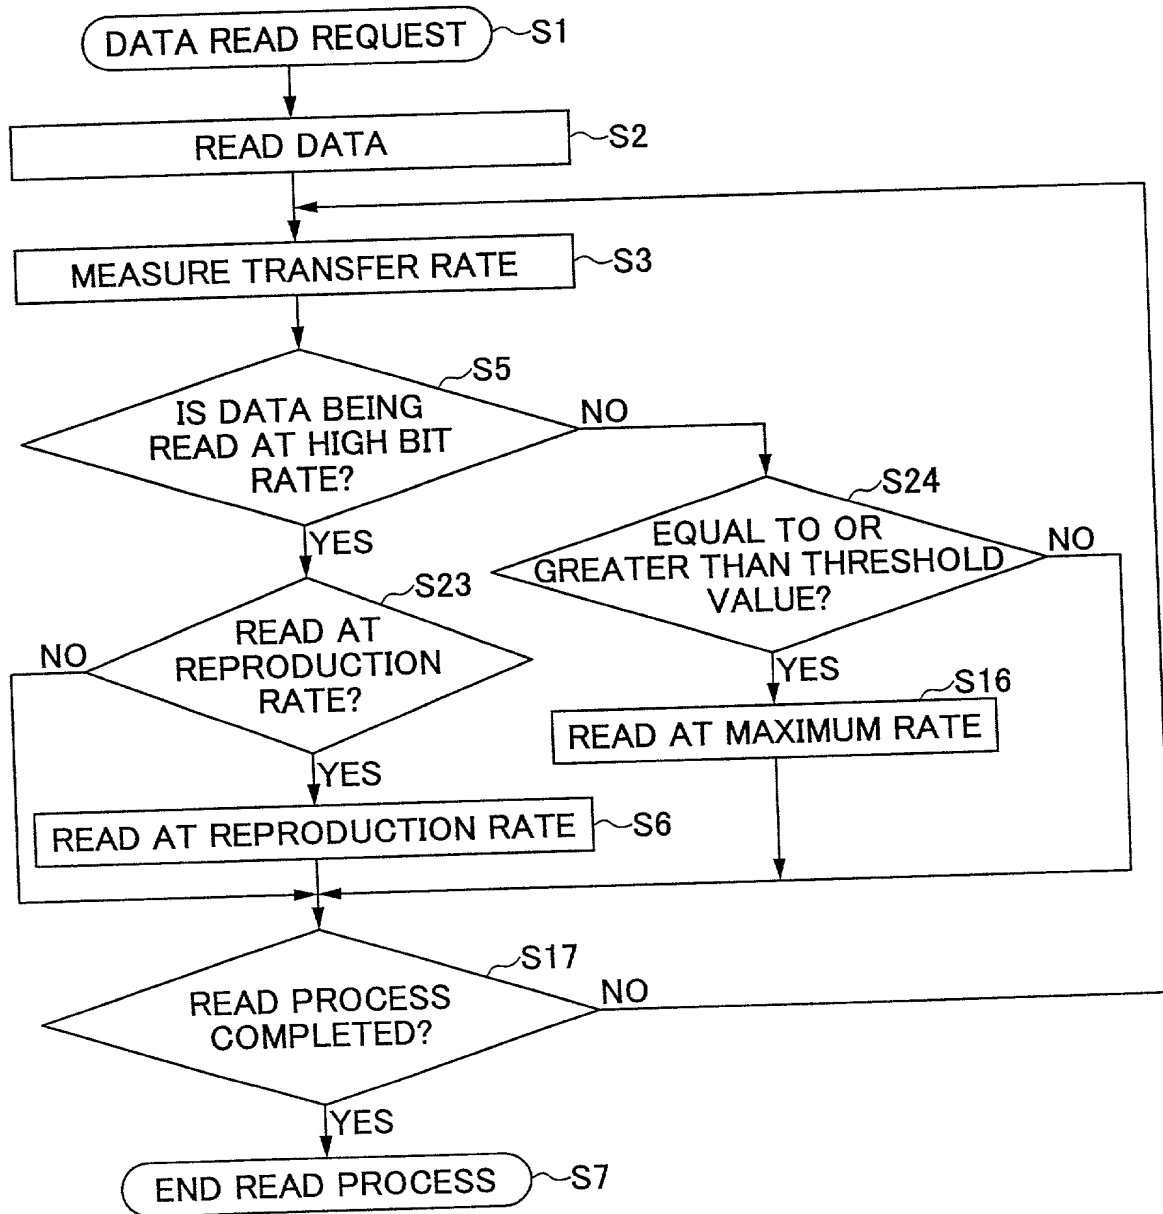 DATA READ REQUEST
S1
READ DATA
S2
MEASURE TRANSFER RATE
S3
S5
IS DATA BEING
READ AT HIGH BIT
RATE?
NO
YES
S24
EQUAL TO OR
GREATER THAN THRESHOLD
VALUE?
NO
YES
S23
READ AT
REPRODUCTION
RATE?
NO
YES
S16
READ AT MAXIMUM RATE
READ AT REPRODUCTION RATE
S6
S17
READ PROCESS
COMPLETED?
NO
YES
END READ PROCESS
S7